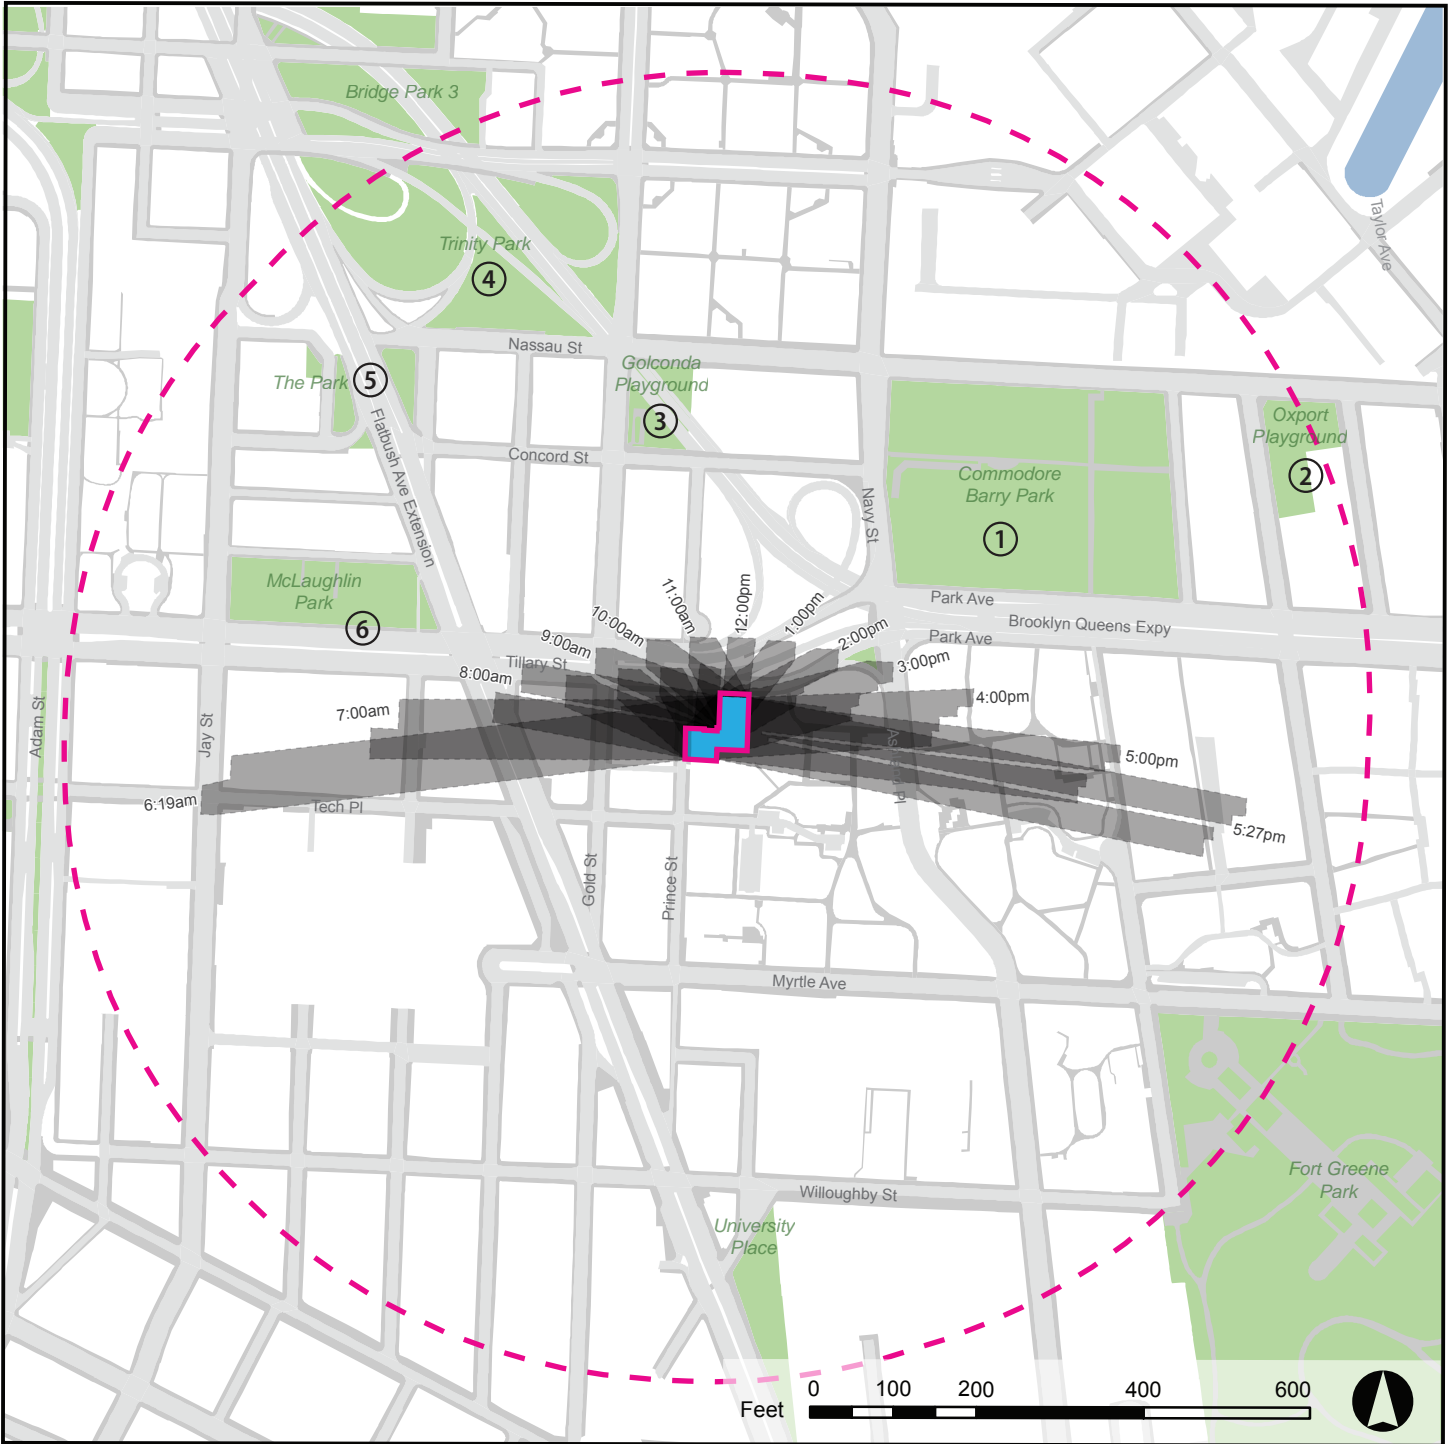 Bridge Park 3
Taylor Ave
Trinity Park
4
Nassau St
Golconda
Playground
3
The Park
5
Oxport
Playground
2
Flatbush Ave Extension
Concord St
Commodore
Barry Park
1
Navy St
McLaughlin
Park
6
Park Ave
Brooklyn Queens Expy
Park Ave
6:19am
7:00am
8:00am
9:00am
10:00am
11:00am
12:00pm
1:00pm
2:00pm
3:00pm
4:00pm
5:00pm
5:27pm
Tillary St
Adam St
Jay St
Tech Pl
Gold St
Prince St
Myrtle Ave
Willoughby St
University
Place
Fort Greene
Park
0 100 200 400 600
Feet